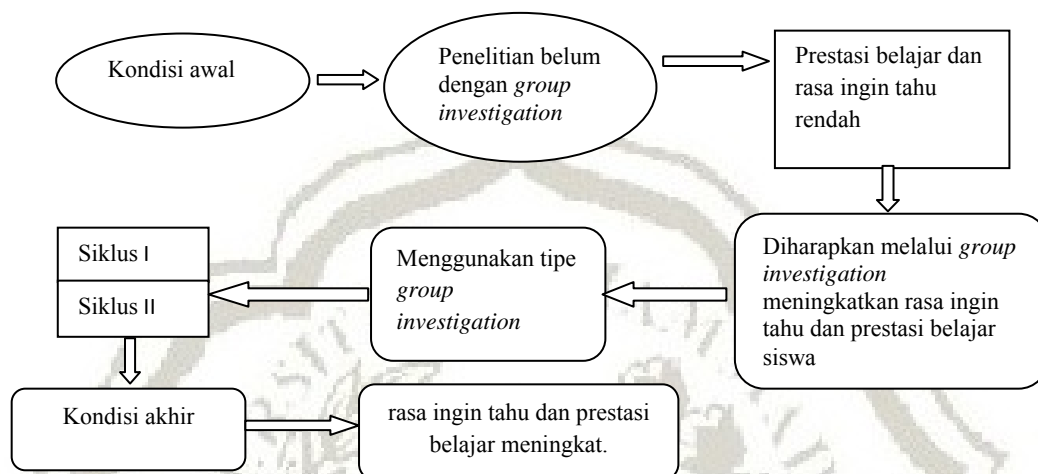 Kondisi awal
Penelitian belum
dengan group
investigation
Prestasi belajar dan
rasa ingin tahu
rendah
Diharapkan melalui group
investigation
meningkatkan rasa ingin
tahu dan prestasi belajar
siswa
Menggunakan tipe
group
investigation
Siklus I
Siklus II
Kondisi akhir
rasa ingin tahu dan prestasi
belajar meningkat.